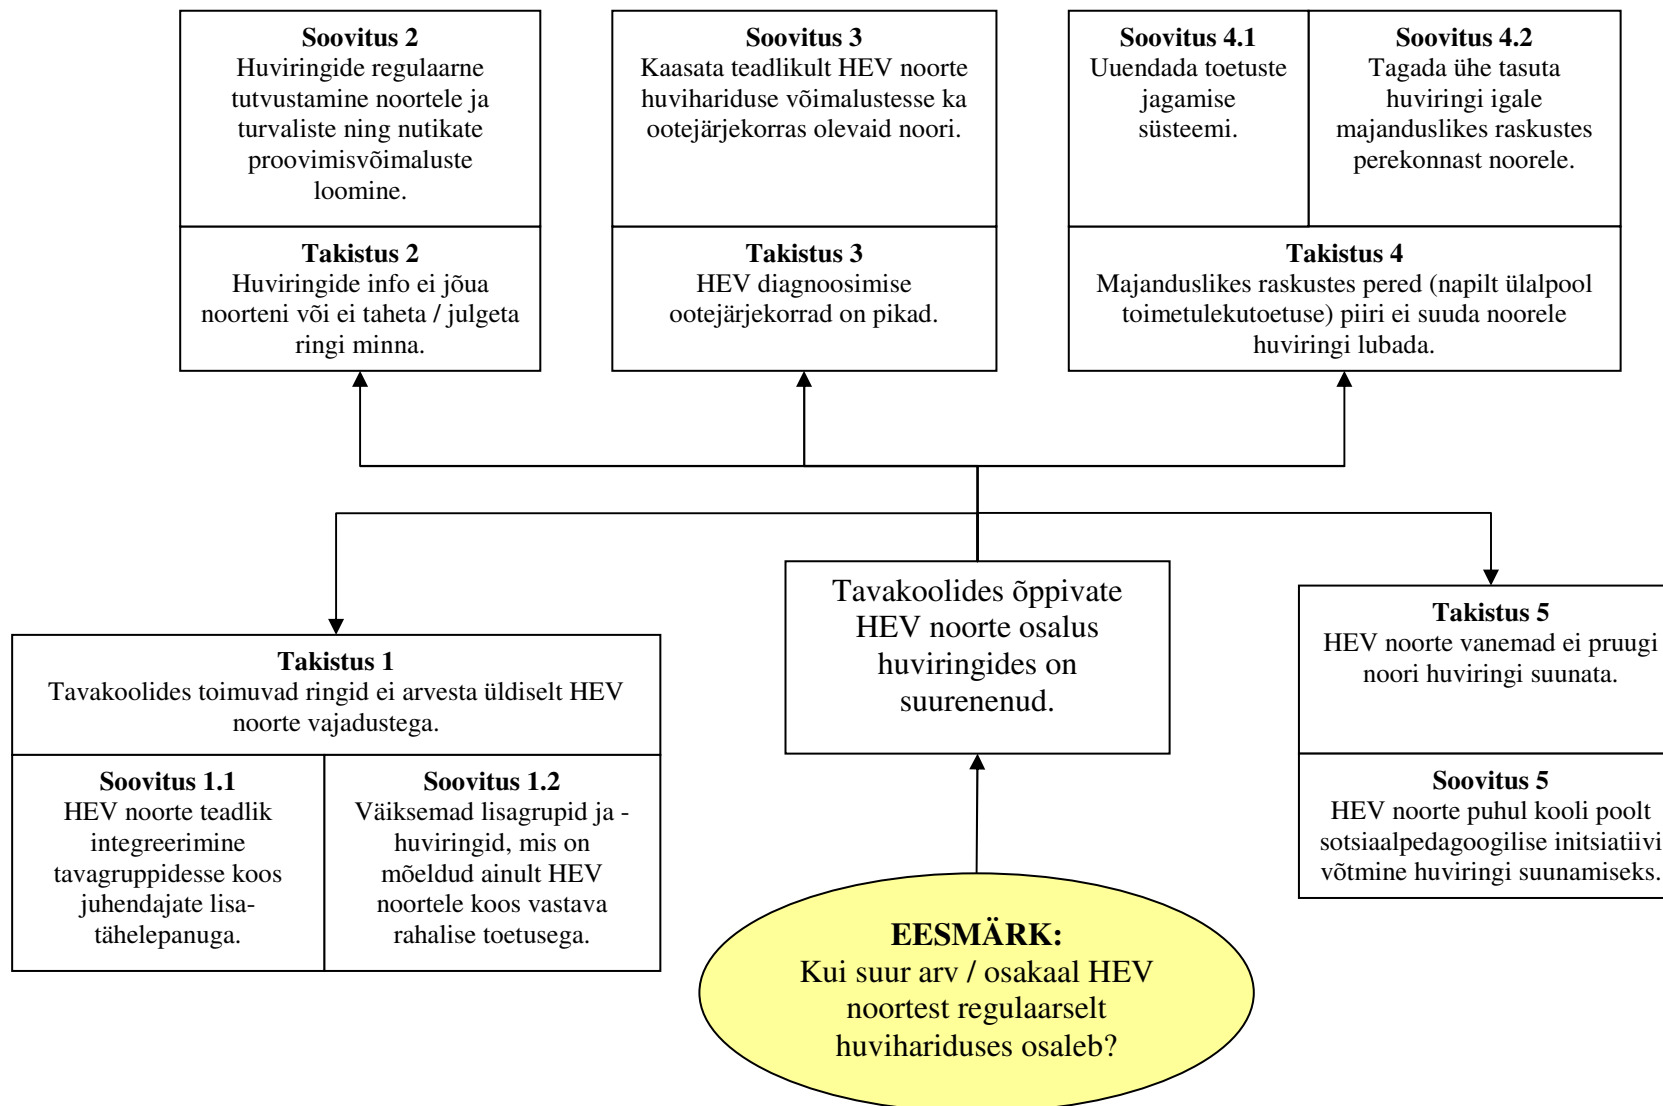 Soovitus 2
Huviringide regulaarne
tutvustamine noortele ja
turvaliste ning nutikate
proovimisvõimaluste
loomine.
Takistus 2
Huviringide info ei jõua
noorteni või ei taheta / julgeta
ringi minna.
Soovitus 3
Kaasata teadlikult HEV noorte
huvihariduse võimalustesse ka
ootejärjekorras olevaid noori.
Takistus 3
HEV diagnoosimise
ootejärjekorrad on pikad.
Soovitus 4.1
Uuendada toetuste
jagamise
süsteemi.
Soovitus 4.2
Tagada ühe tasuta
huviringi igale
majanduslikes raskustes
perekonnast noorele.
Takistus 4
Majanduslikes raskustes pered (napilt ülalpool
toimetulekutoetuse) piiri ei suuda noorele
huviringi lubada.
Takistus 1
Tavakoolides toimuvad ringid ei arvesta üldiselt HEV
noorte vajadustega.
Soovitus 1.1
HEV noorte teadlik
integreerimine
tavagruppidesse koos
juhendajate lisa-
tähelepanuga.
Soovitus 1.2
Väiksemad lisagrupid ja -
huviringid, mis on
mõeldud ainult HEV
noortele koos vastava
rahalise toetusega.
Tavakoolides õppivate
HEV noorte osalus
huviringides on
suurenenud.
EESMÄRK:
Kui suur arv / osakaal HEV
noortest regulaarselt
huvihariduses osaleb?
Takistus 5
HEV noorte vanemad ei pruugi
noori huviringi suunata.
Soovitus 5
HEV noorte puhul kooli poolt
sotsiaalpedagoogilise initsiatiivi
võtmine huviringi suunamiseks.